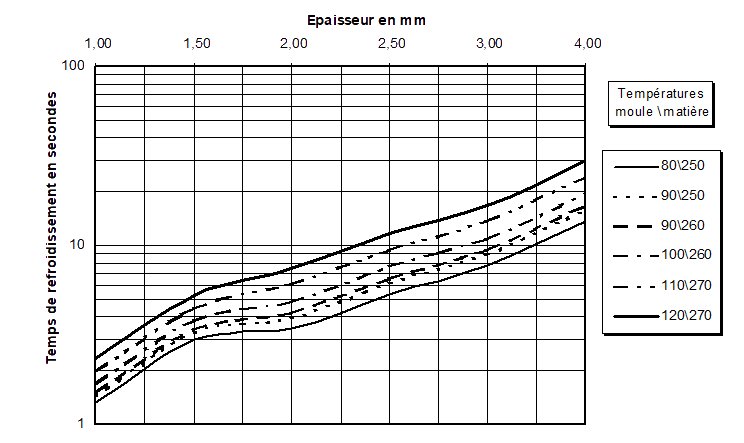 Epaisseur en mm
1,00 1,50 2,00 2,50 3,00 4,00
Temps de refroidissement en secondes
100
10
1
Températures
moule \ matière
80\250
90\250
90\260
100\260
110\270
120\270